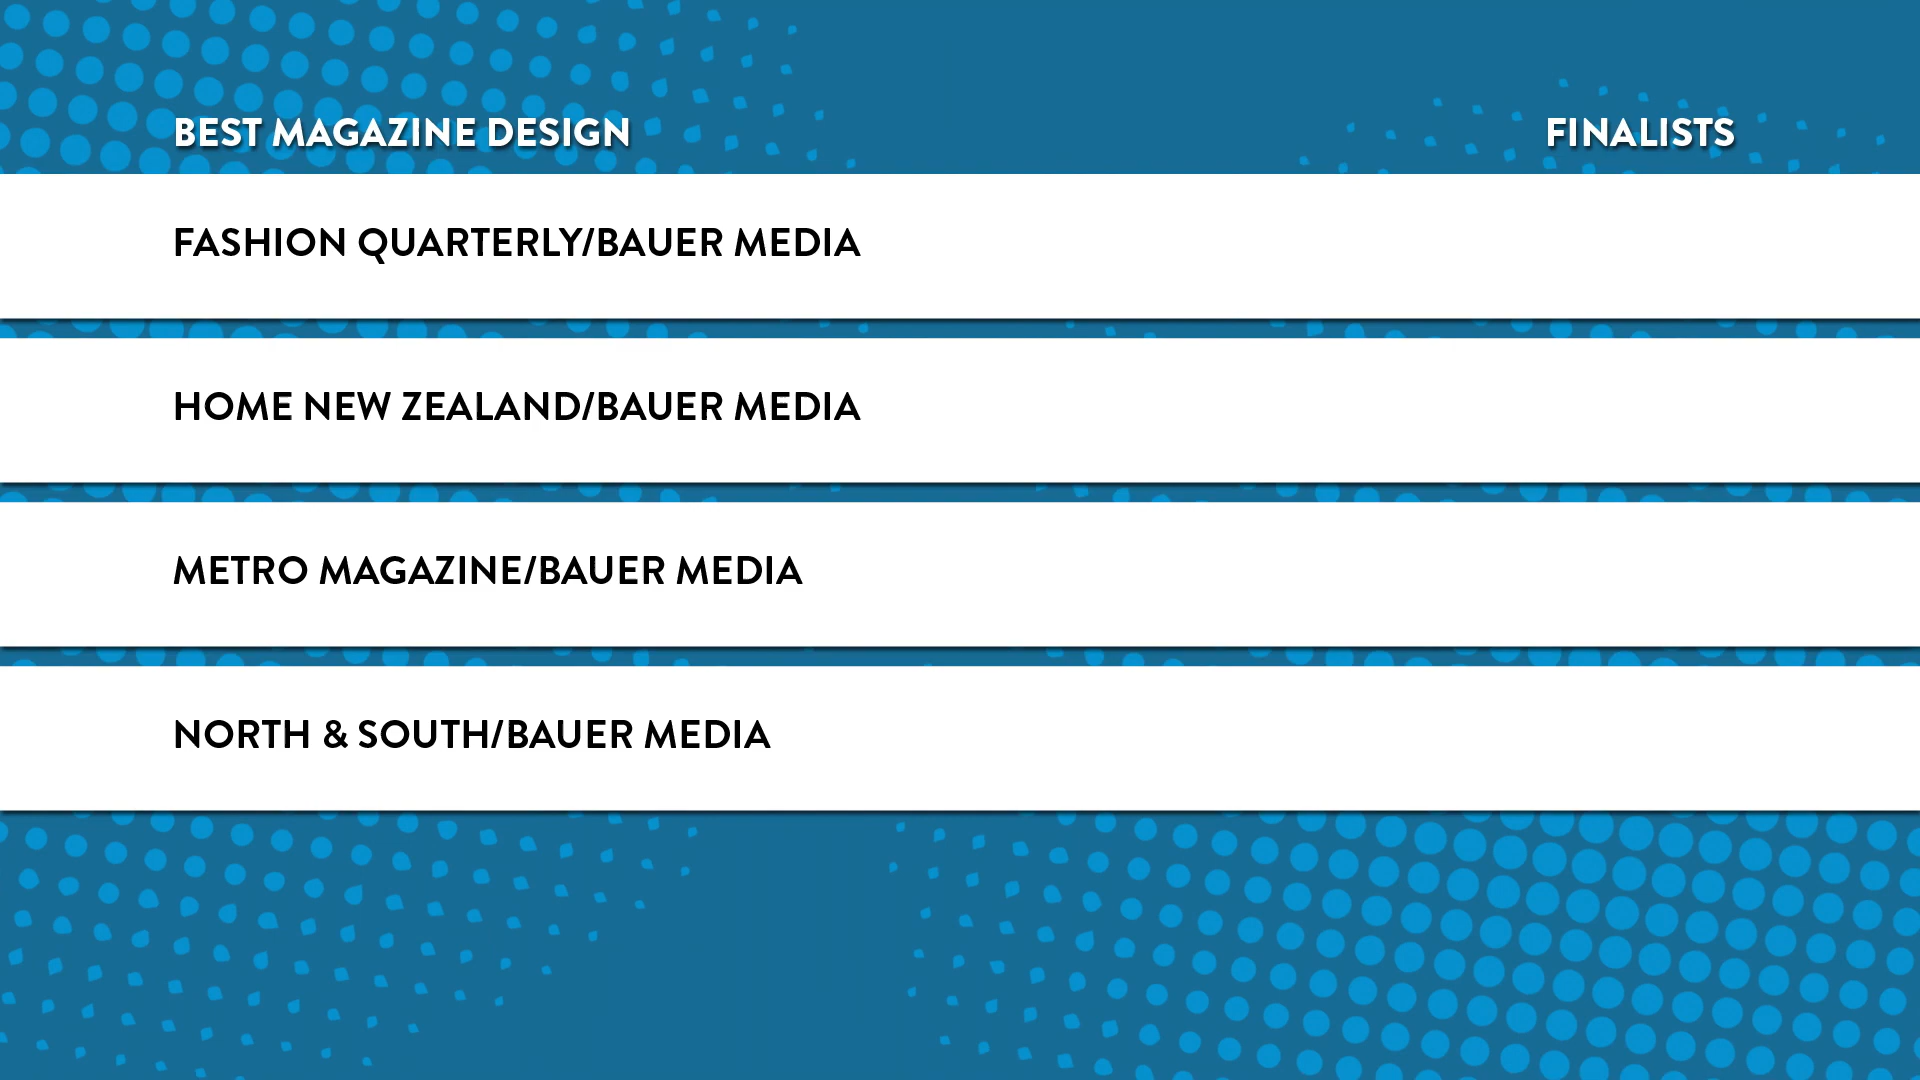 BEST MAGAZINE DESIGN
FINALISTS
FASHION QUARTERLY/BAUER MEDIA
HOME NEW ZEALAND/BAUER MEDIA
METRO MAGAZINE/BAUER MEDIA
NORTH & SOUTH/BAUER MEDIA